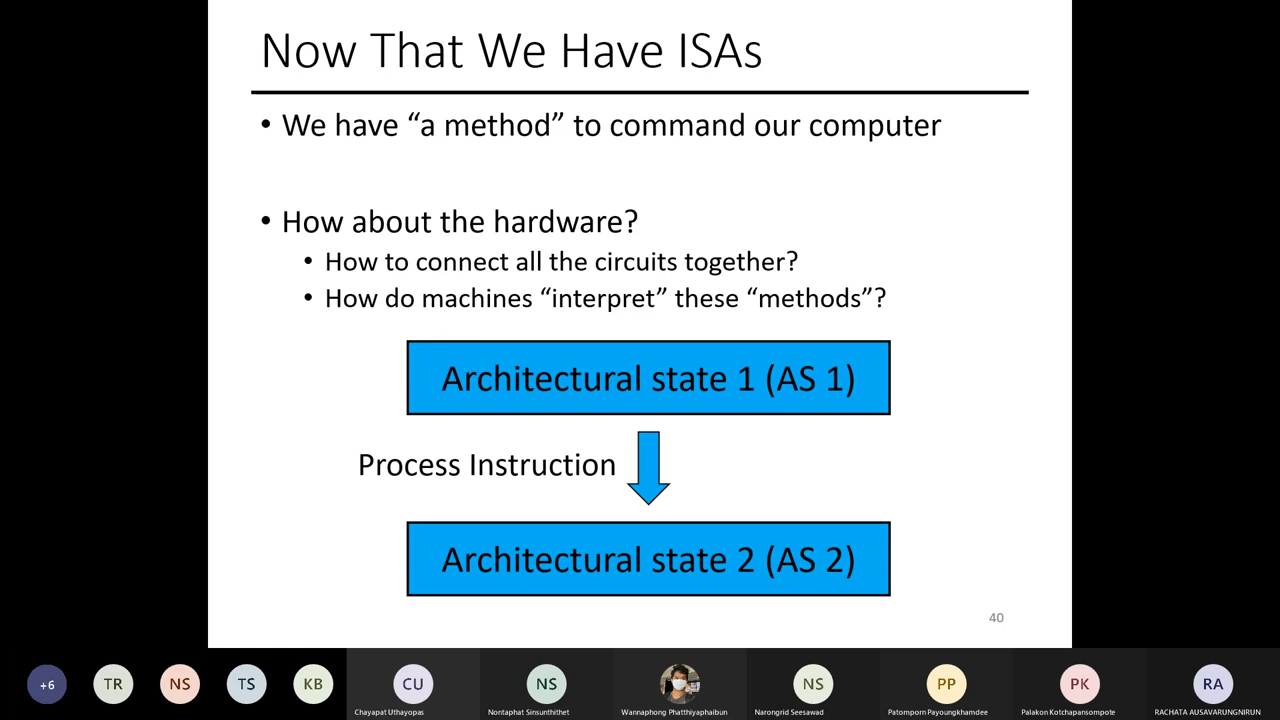 Now That We Have ISAs
• We have “a method” to command our computer
• How about the hardware?
• How to connect all the circuits together?
• How do machines “interpret” these “methods”?
Architectural state 1 (AS 1)
Process Instruction
Architectural state 2 (AS 2)
40
+6
TR
NS
TS
KB
CU
NS
NS
PP
PK
RA
Chayapat Uthayopas
Nontaphat Sinsunthithet
Wannaphong Phatthiyaphaibun
Narongrid Seesawad
Patomporn Payoungkhamdee
Palakon Kotchapansompote
RACHATA AUSAVARUNGNIRUN